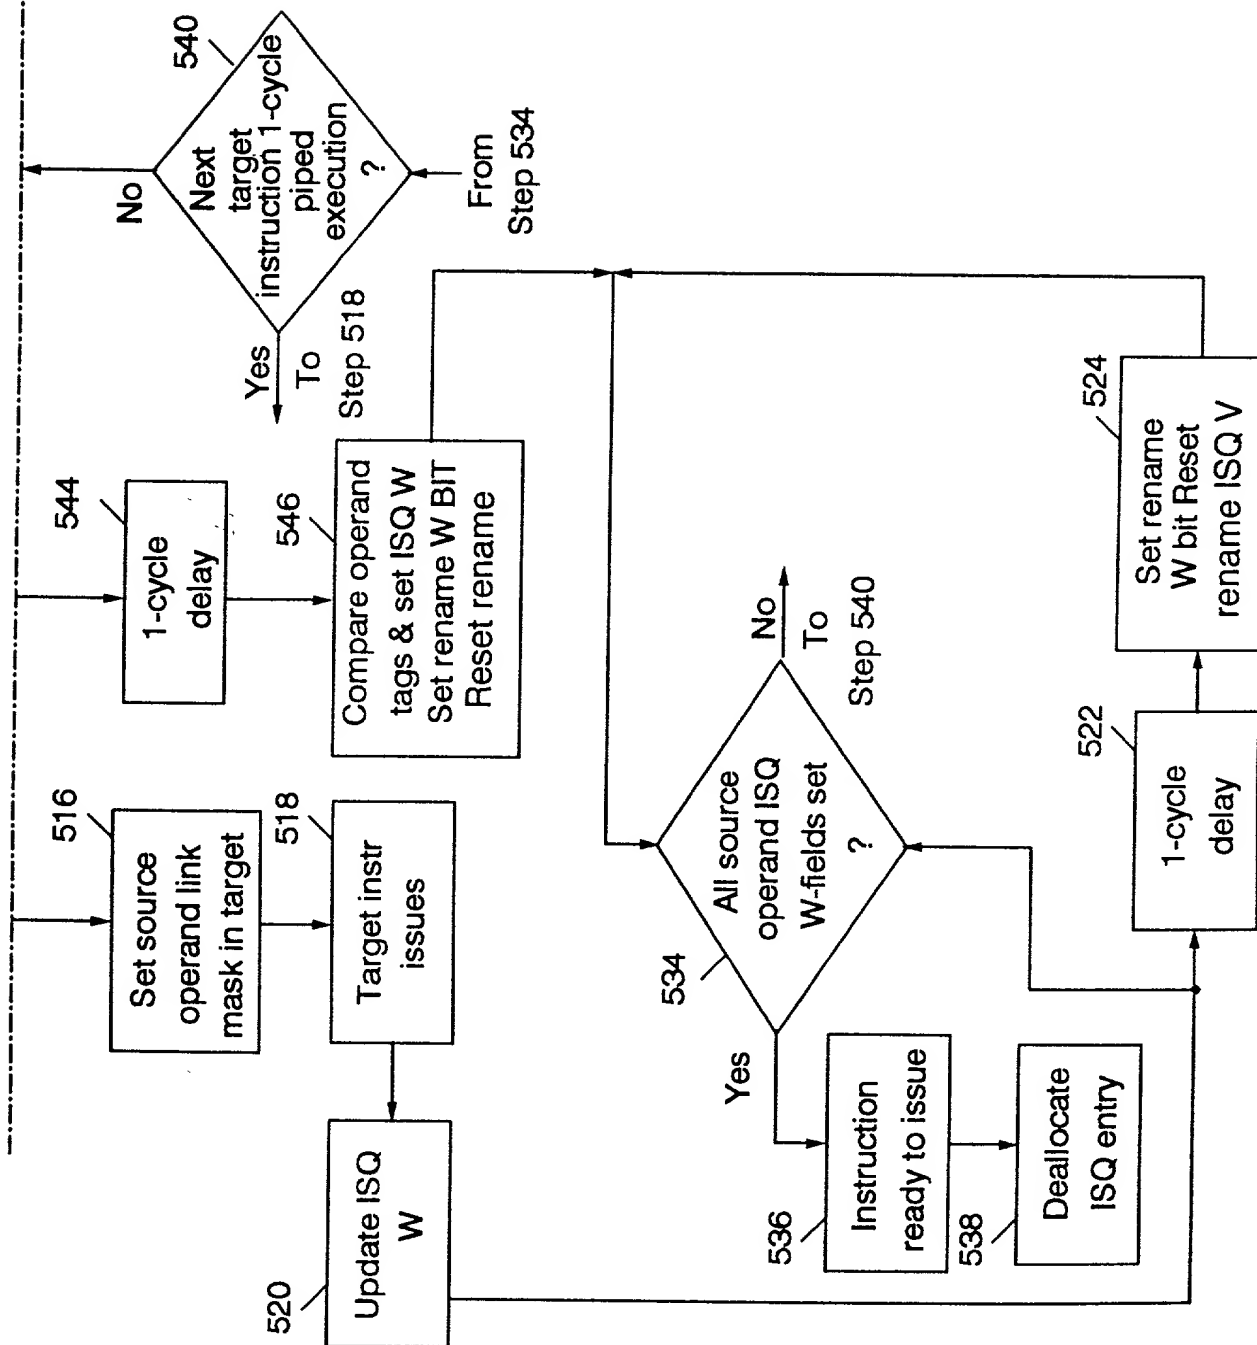 540
No
Next
target
instruction 1-cycle
piped
execution
?
From
Step 534
Yes
To
Step 518
544
1-cycle
delay
546
Compare operand
tags & set ISQ W
Set rename W BIT
Reset rename
516
Set source
operand link
mask in target
518
Target instr
issues
520
Update ISQ
W
534
All source
operand ISQ
W-fields set
?
No
To
Step 540
Yes
536
Instruction
ready to issue
538
Deallocate
ISQ entry
522
1-cycle
delay
524
Set rename
W bit Reset
rename ISQ V